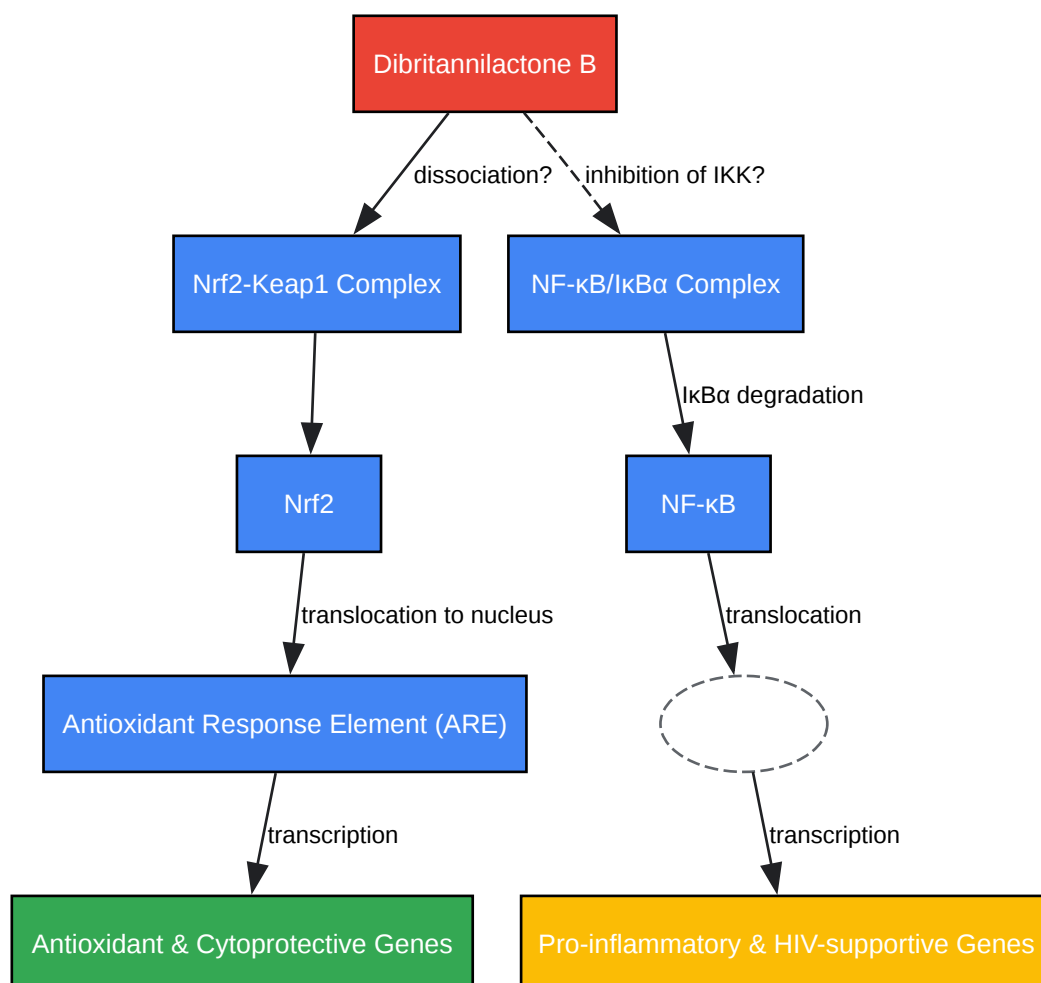 Dibritannilactone B
dissociation?
inhibition of IKK?
Nrf2-Keap1 Complex
NF-κB/IκBα Complex
IκBα degradation
Nrf2
NF-κB
translocation to nucleus
translocation
Antioxidant Response Element (ARE)
transcription
transcription
Antioxidant & Cytoprotective Genes
Pro-inflammatory & HIV-supportive Genes